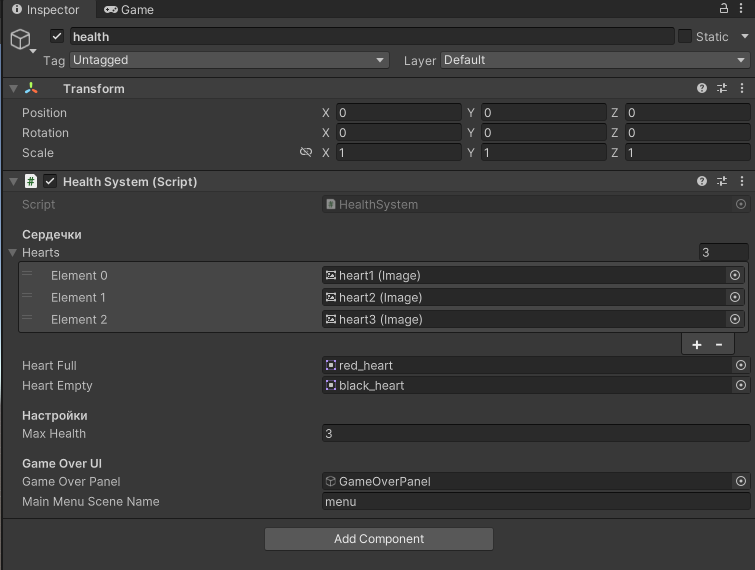 Inspector Game
health Static
Tag Untagged Layer Default
Transform
Position X 0 Y 0 Z 0
Rotation X 0 Y 0 Z 0
Scale X 1 Y 1 Z 1
# Health System (Script)
Script # HealthSystem
Сердечки
Hearts 3
Element 0 heart1 (Image)
Element 1 heart2 (Image)
Element 2 heart3 (Image)
+ -
Heart Full red_heart
Heart Empty black_heart
Настройки
Max Health 3
Game Over UI
Game Over Panel GameOverPanel
Main Menu Scene Name menu
Add Component